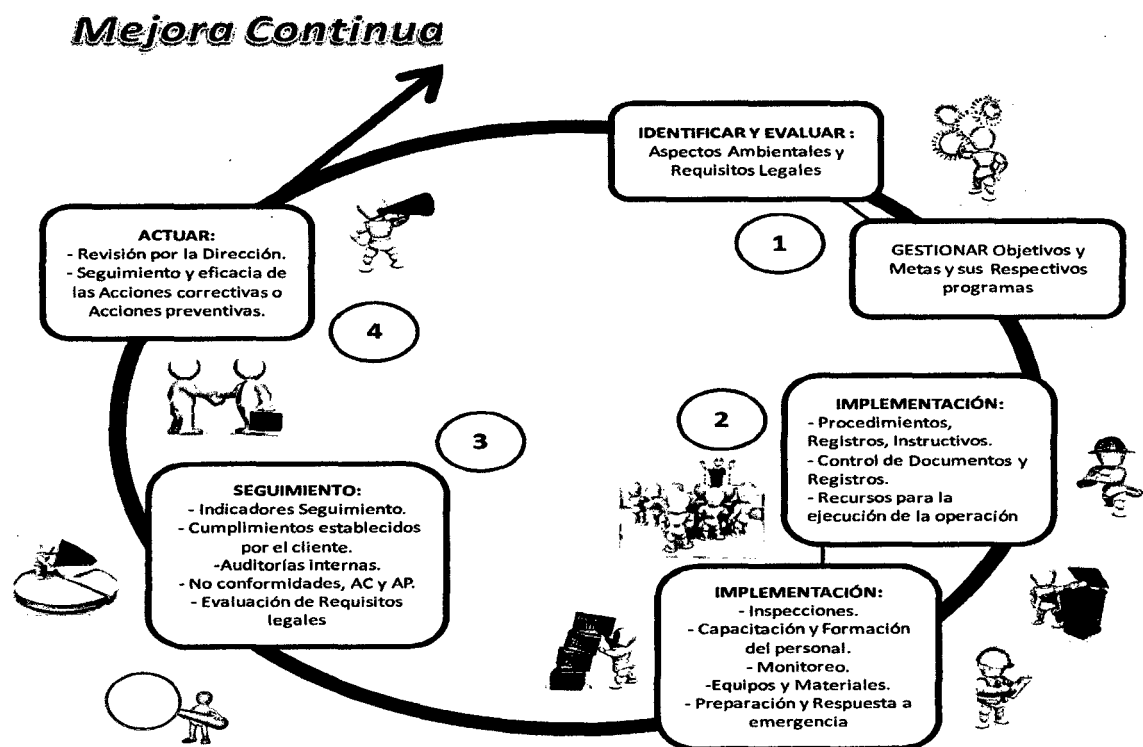 Mejora Continua
IDENTIFICAR Y EVALUAR :
Aspectos Ambientales y
Requisitos Legales
1
GESTIONAR Objetivos y
Metas y sus Respectivos
programas
2
IMPLEMENTACIÓN:
- Procedimientos,
Registros, Instructivos.
- Control de Documentos y
Registros.
- Recursos para la
ejecución de la operación
IMPLEMENTACIÓN:
- Inspecciones.
- Capacitación y Formación
del personal.
- Monitoreo.
-Equipos y Materiales.
- Preparación y Respuesta a
emergencia
3
SEGUIMIENTO:
- Indicadores Seguimiento.
- Cumplimientos establecidos
por el cliente.
-Auditorías internas.
- No conformidades, AC y AP.
- Evaluación de Requisitos
legales
4
ACTUAR:
- Revisión por la Dirección.
- Seguimiento y eficacia de
las Acciones correctivas o
Acciones preventivas.